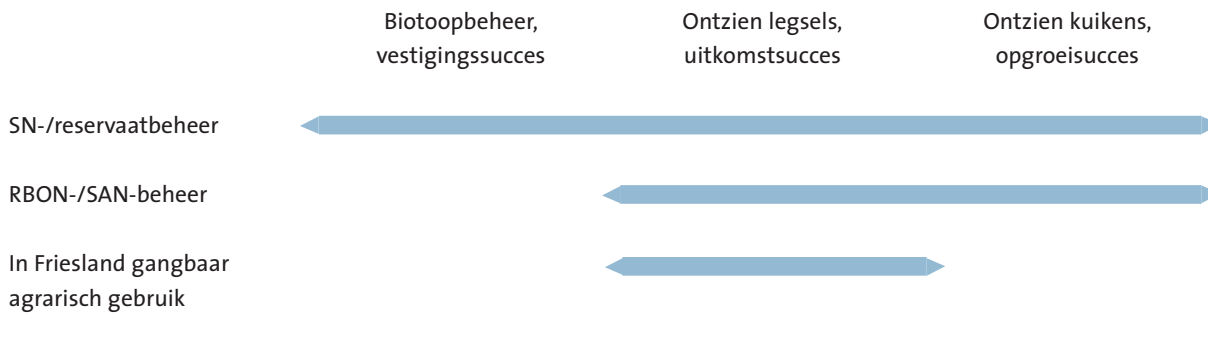 Biotoopbeheer,
vestigingssucces
Ontzien legsels,
uitkomstsucces
Ontzien kuikens,
opgroeisucces
SN-/reservaatbeheer
RBON-/SAN-beheer
In Friesland gangbaar
agrarisch gebruik